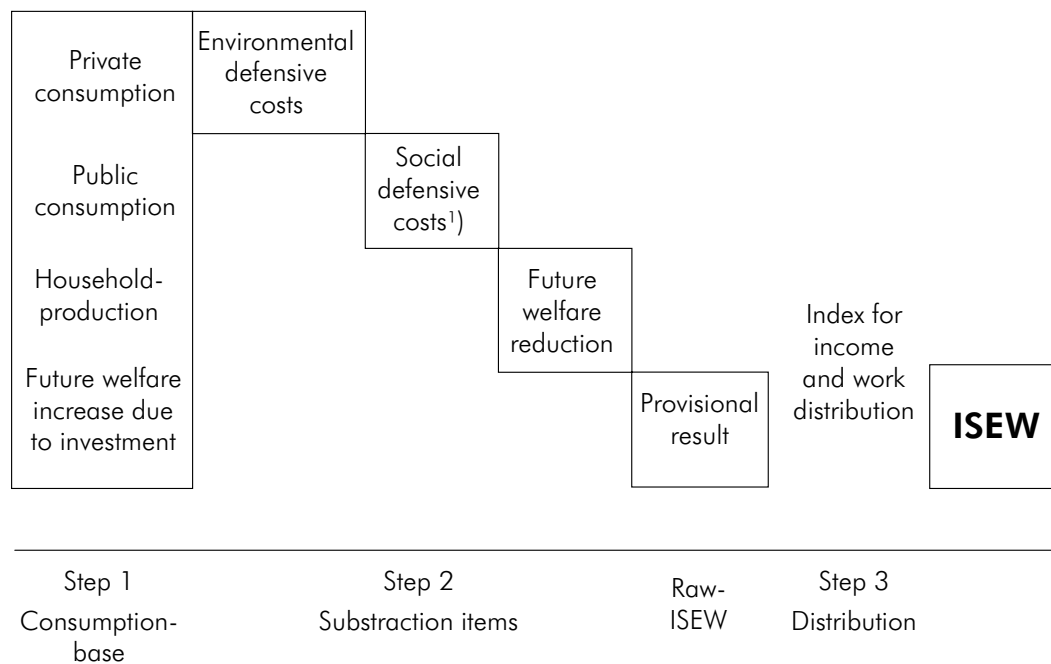 Private
consumption
Public
consumption
Household-
production
Future welfare
increase due
to investment
Environmental
defensive
costs
Social
defensive
costs¹)
Future
welfare
reduction
Provisional
result
Index for
income
and work
distribution
ISEW
Step 1
Consumption-
base
Step 2
Substraction items
Raw-
ISEW
Step 3
Distribution